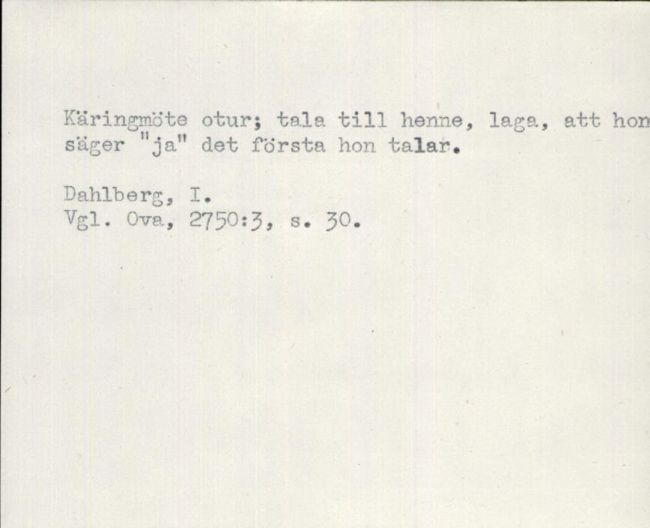 Käringmöte otur; tala till henne, laga, att hon
säger "ja" det första hon talar.
Dahlberg, I.
Vgl. Ova, 2750:3, s. 30.